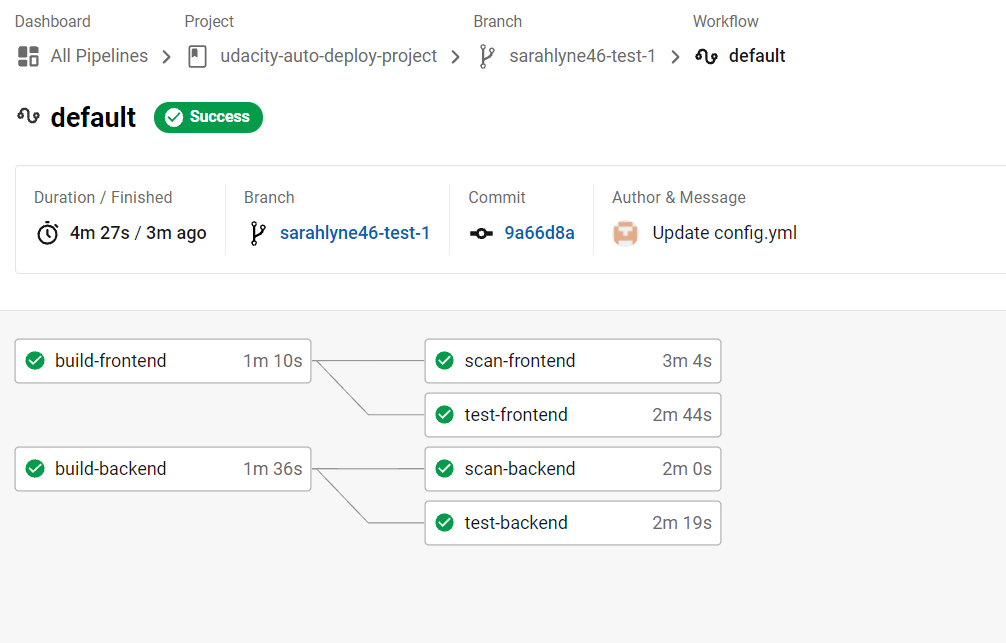 Dashboard Project Branch Workflow
All Pipelines udacity-auto-deploy-project sarahlyne46-test-1 default
default Success
Duration / Finished Branch Commit Author & Message
4m 27s / 3m ago sarahlyne46-test-1 9a66d8a Update config.yml
build-frontend 1m 10s scan-frontend 3m 4s
test-frontend 2m 44s
build-backend 1m 36s scan-backend 2m 0s
test-backend 2m 19s